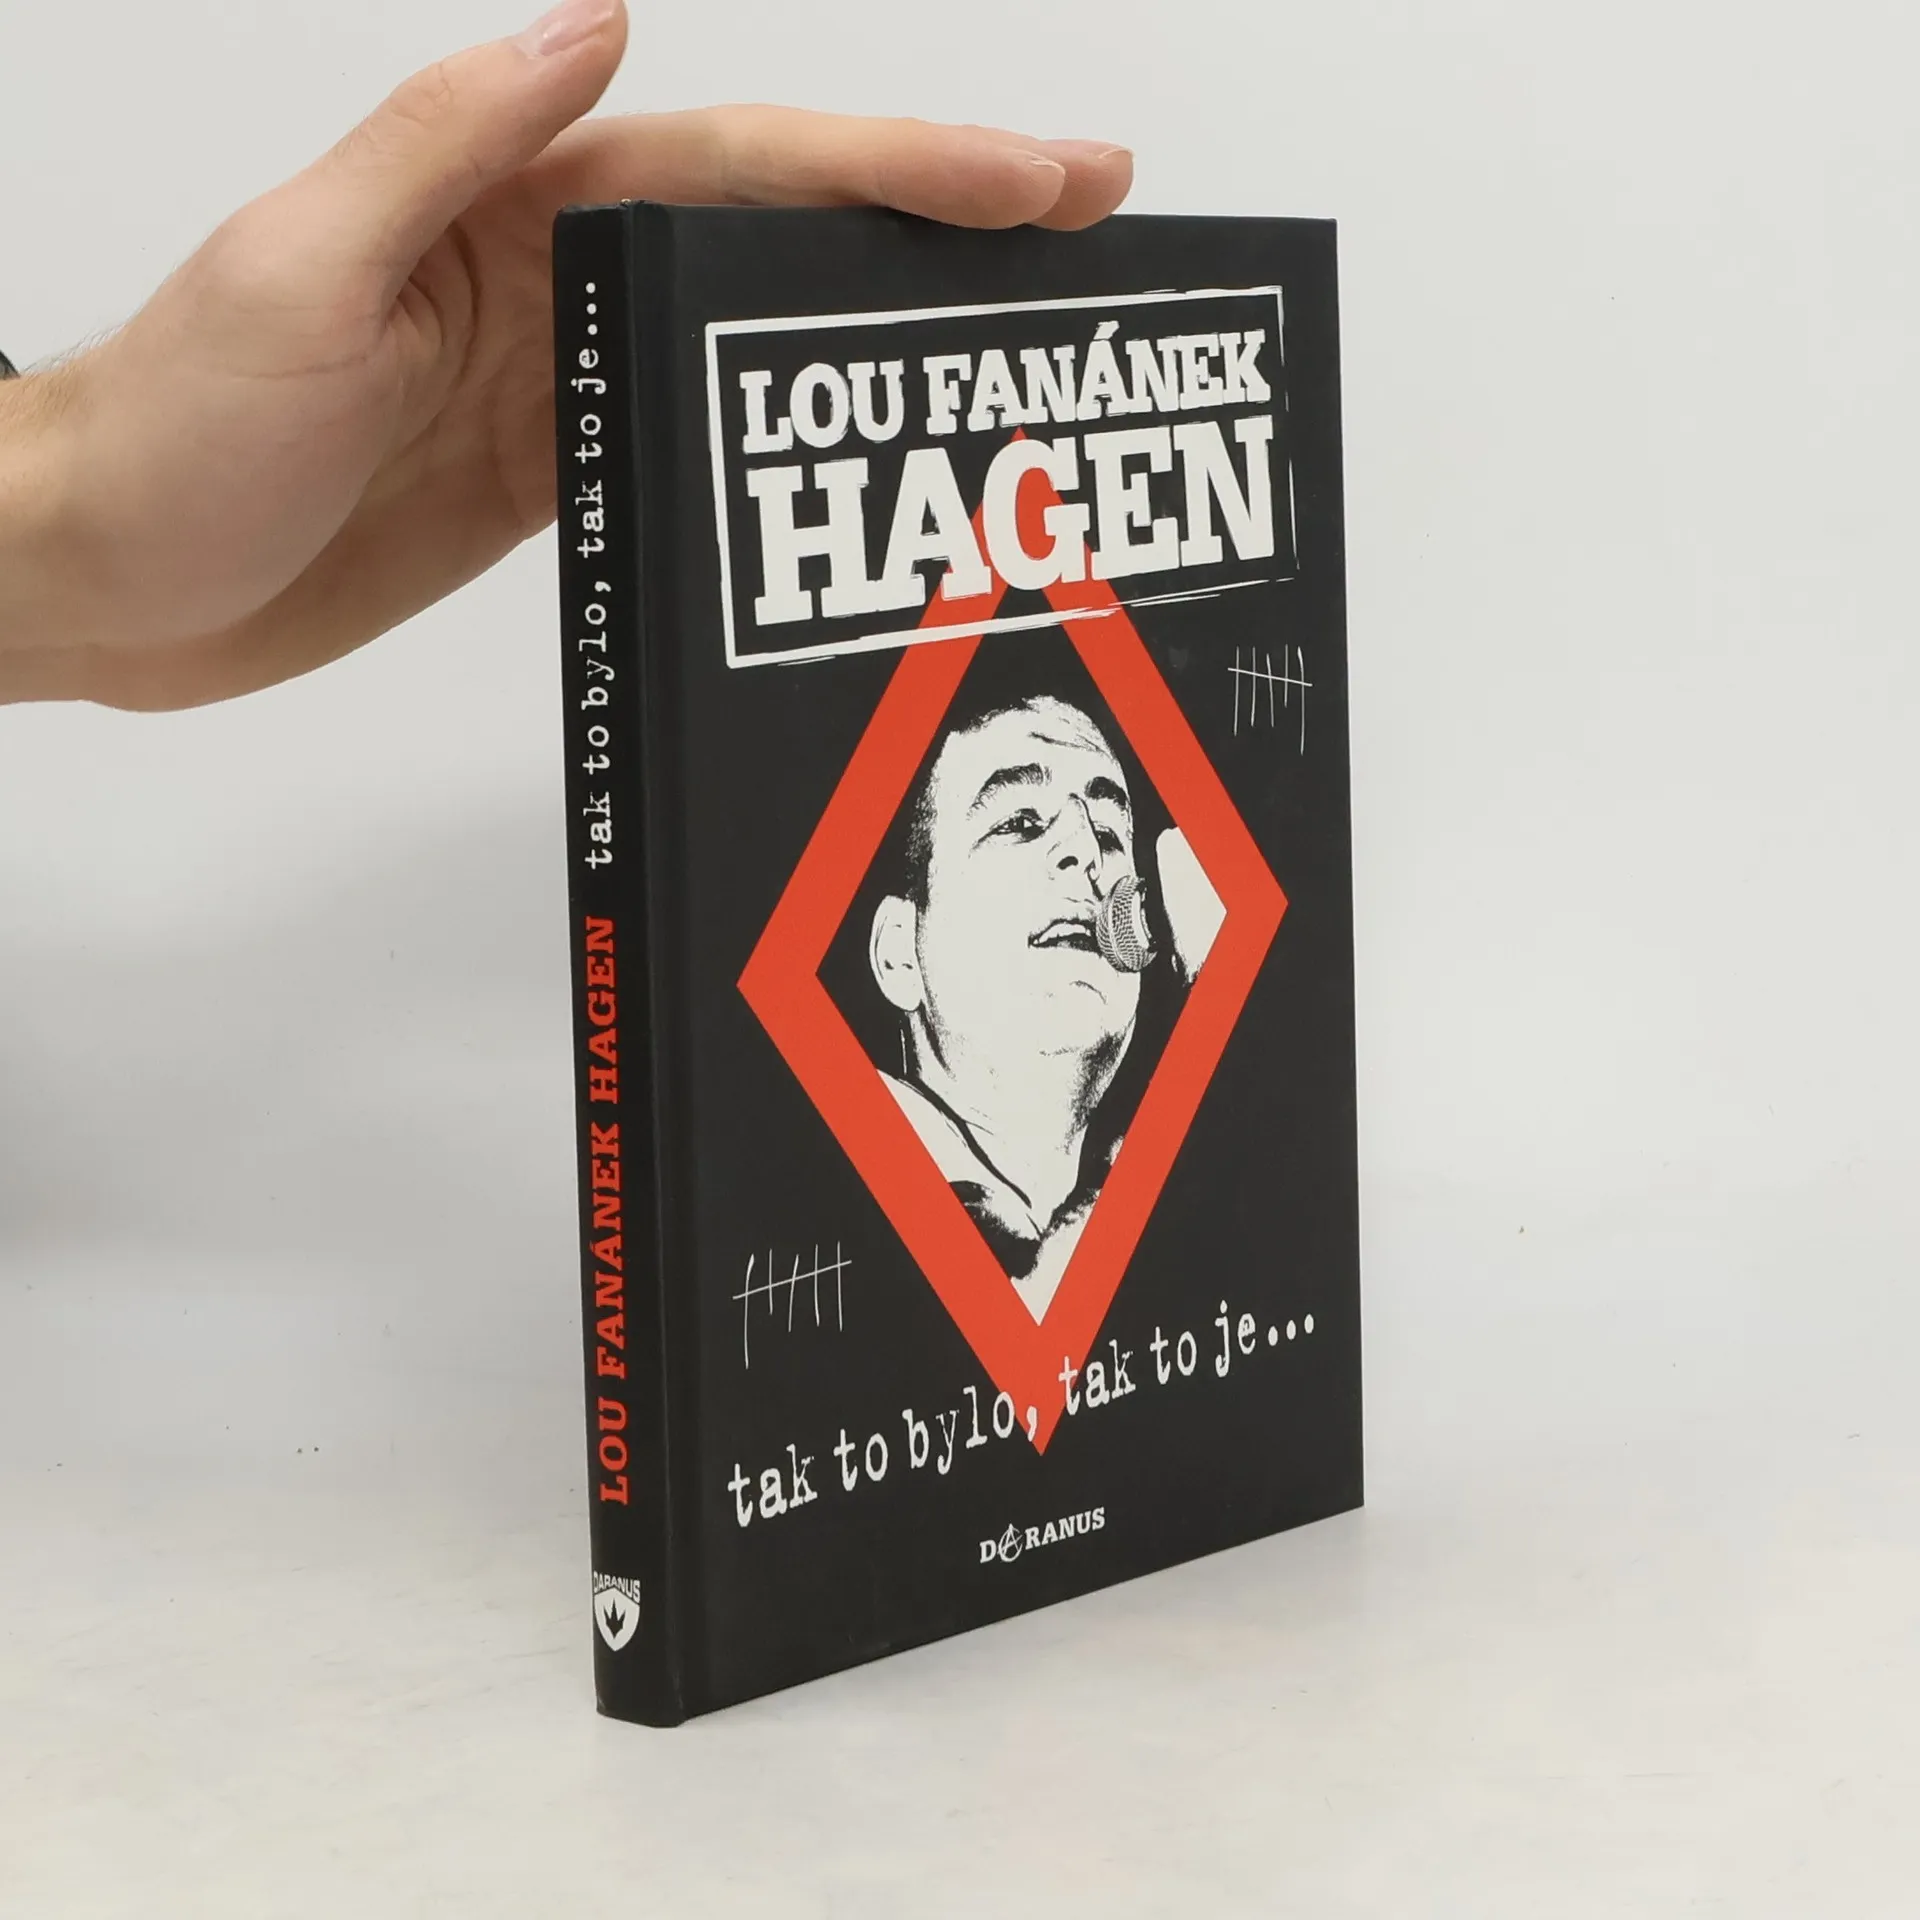 LOU FANÁNEK
HAGEN
tak to bylo, tak to je...
DARANUS
LOU FANÁNEK HAGEN tak to bylo, tak to je...
DARANUS